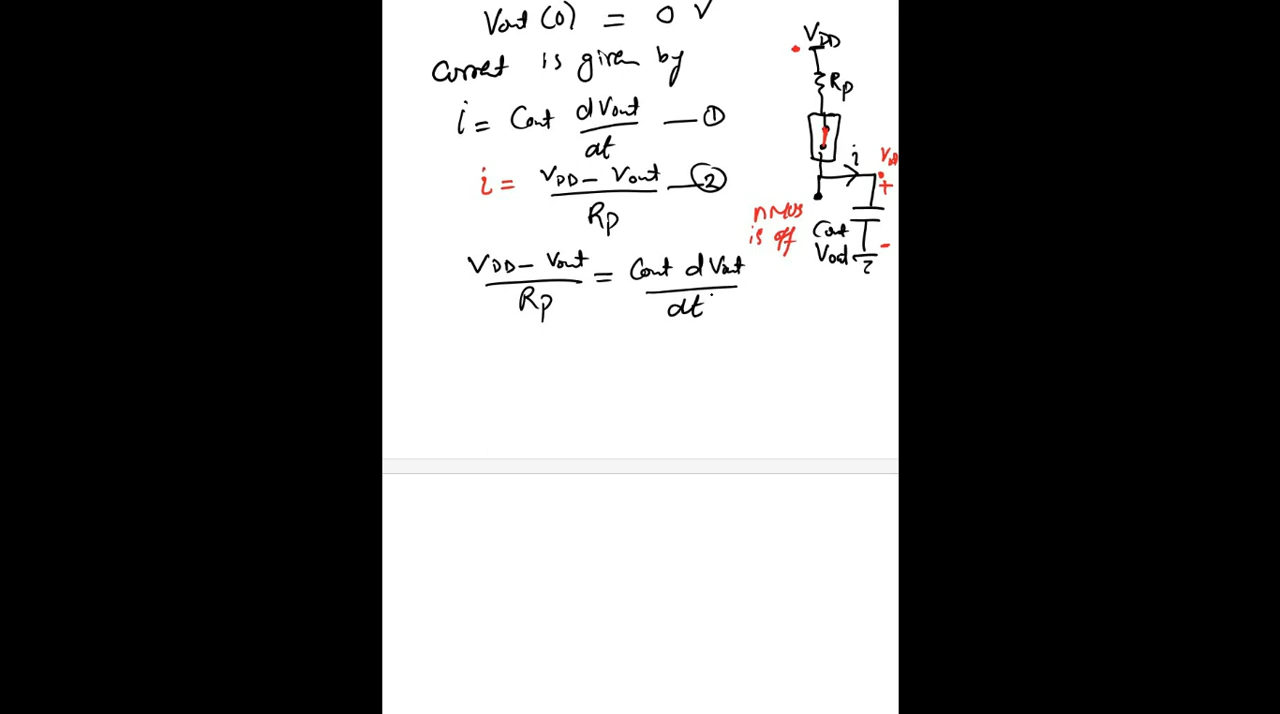 Vout (0) = 0 V
Current is given by
i = Cout dVout / dt — ①
i = VDD – Vout / Rp — ②
VDD – Vout / Rp = Cout dVout / dt
VDD
Rp
i
+
nMOS
is off
Cout
–